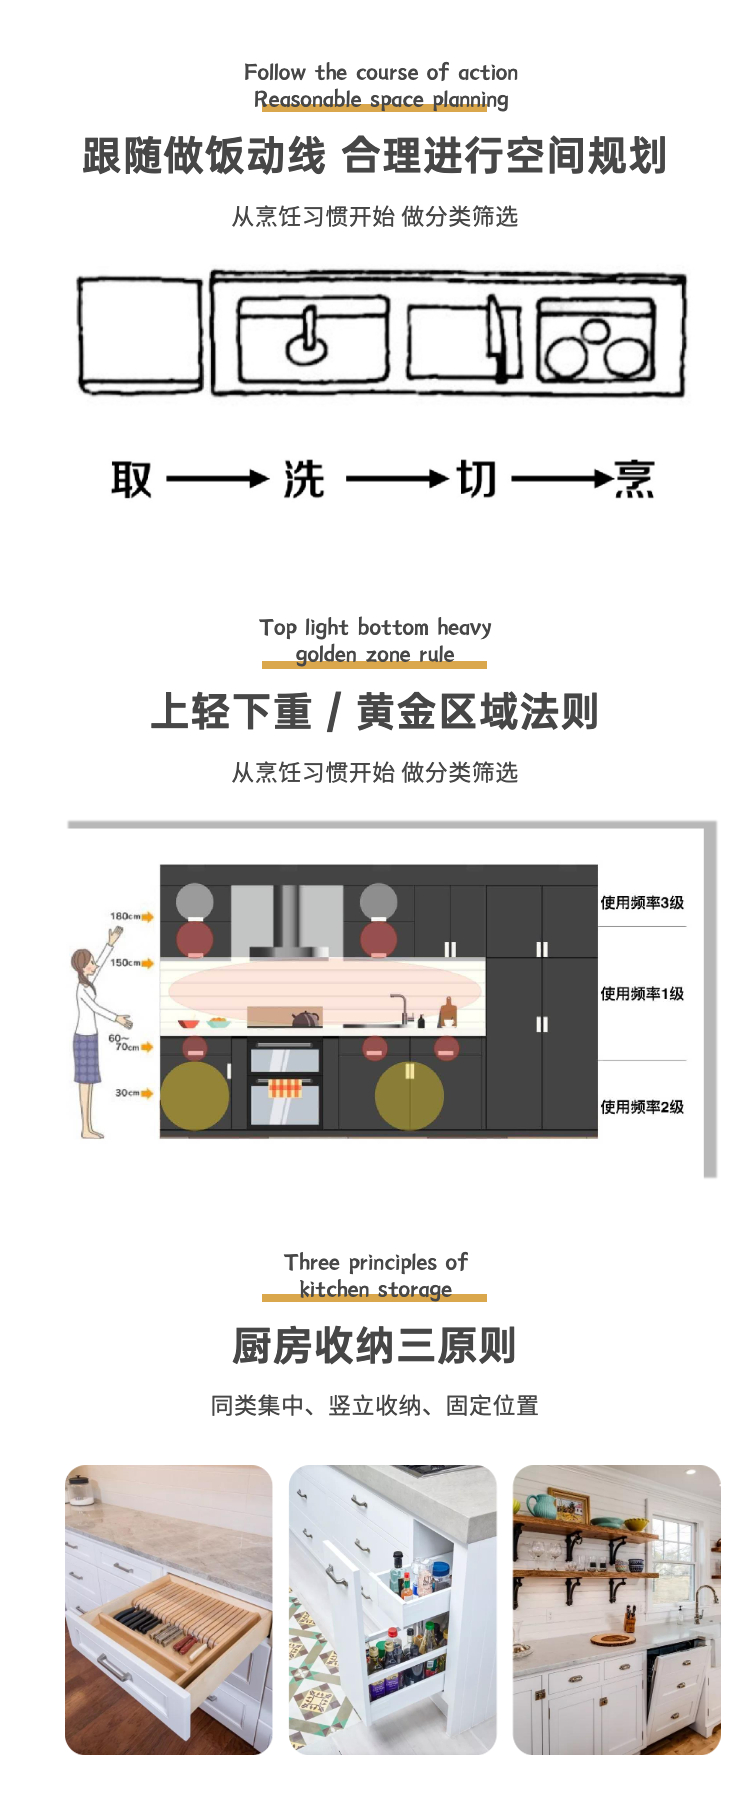 Follow the course of action
Reasonable space planning
跟随做饭动线 合理进行空间规划
从烹饪习惯开始 做分类筛选
取 洗 切 烹
Top light bottom heavy
golden zone rule
上轻下重 / 黄金区域法则
从烹饪习惯开始 做分类筛选
180cm
使用频率3级
150cm
使用频率1级
60~
70cm
30cm
使用频率2级
Three principles of
kitchen storage
厨房收纳三原则
同类集中、竖立收纳、固定位置